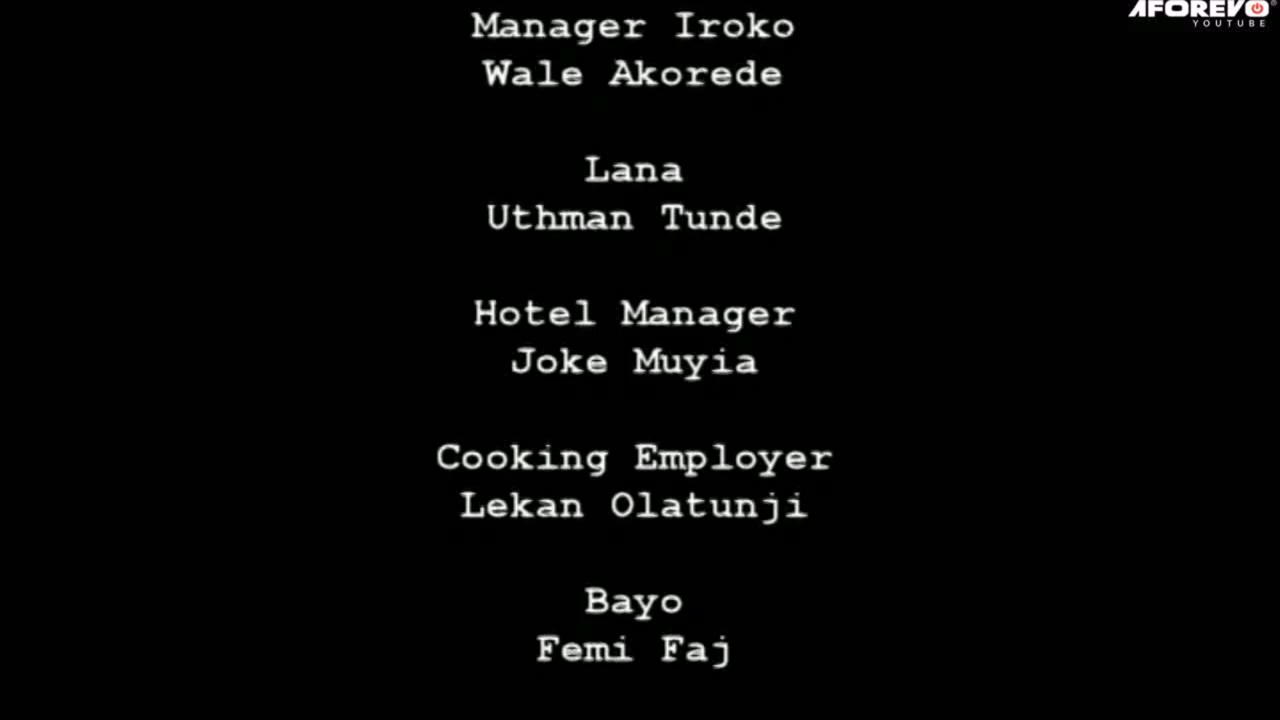 AFOREVO
YOUTUBE
Manager Iroko
Wale Akorede
Lana
Uthman Tunde
Hotel Manager
Joke Muyia
Cooking Employer
Lekan Olatunji
Bayo
Femi Faj